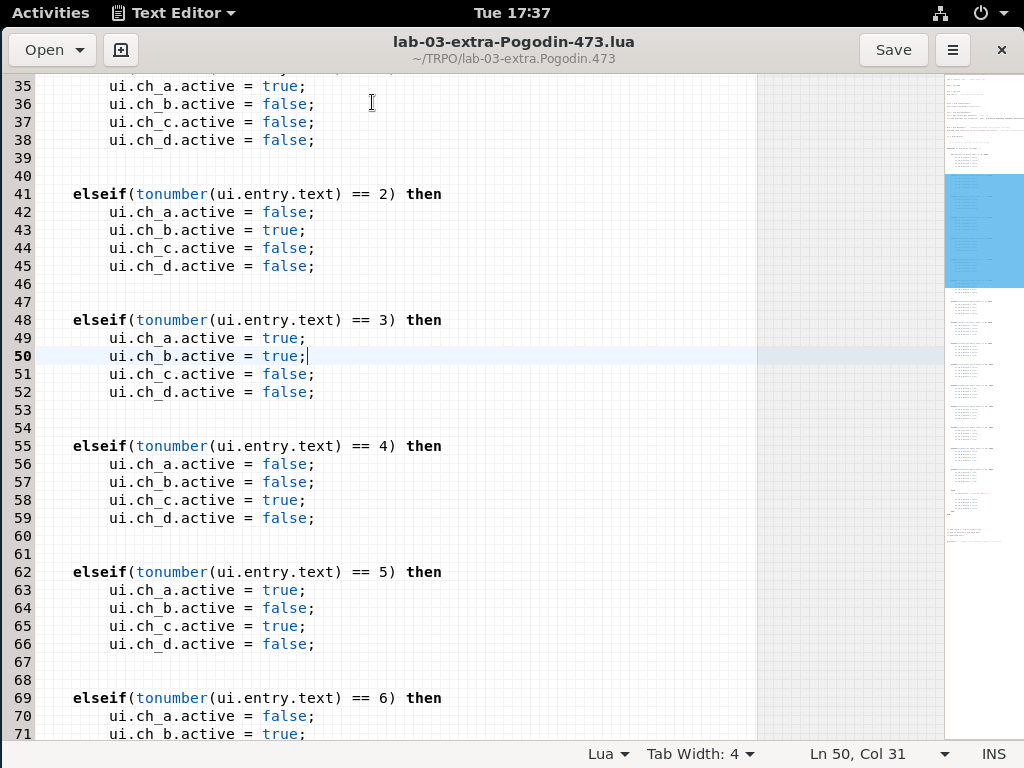 Activities Text Editor Tue 17:37
Open lab-03-extra-Pogodin-473.lua Save
~/TRPO/lab-03-extra.Pogodin.473
35 ui.ch_a.active = true;
36 ui.ch_b.active = false;
37 ui.ch_c.active = false;
38 ui.ch_d.active = false;
39
40
41 elseif(tonumber(ui.entry.text) == 2) then
42 ui.ch_a.active = false;
43 ui.ch_b.active = true;
44 ui.ch_c.active = false;
45 ui.ch_d.active = false;
46
47
48 elseif(tonumber(ui.entry.text) == 3) then
49 ui.ch_a.active = true;
50 ui.ch_b.active = true;
51 ui.ch_c.active = false;
52 ui.ch_d.active = false;
53
54
55 elseif(tonumber(ui.entry.text) == 4) then
56 ui.ch_a.active = false;
57 ui.ch_b.active = false;
58 ui.ch_c.active = true;
59 ui.ch_d.active = false;
60
61
62 elseif(tonumber(ui.entry.text) == 5) then
63 ui.ch_a.active = true;
64 ui.ch_b.active = false;
65 ui.ch_c.active = true;
66 ui.ch_d.active = false;
67
68
69 elseif(tonumber(ui.entry.text) == 6) then
70 ui.ch_a.active = false;
71 ui.ch_b.active = true;
Lua Tab Width: 4 Ln 50, Col 31 INS